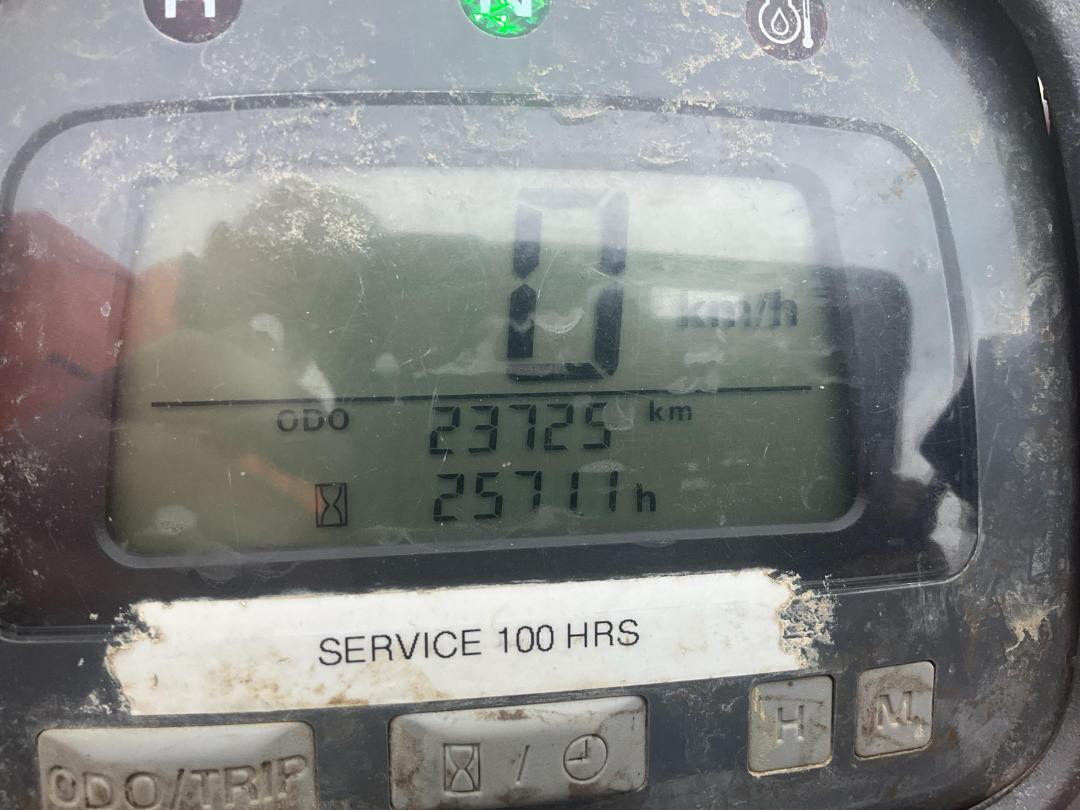 N
0 km/h
ODO 23725 km
25711 h
SERVICE 100 HRS
ODO/TRIP / H M